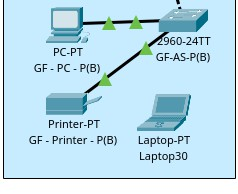 PC-PT
GF - PC - P(B)
2960-24TT
GF-AS-P(B)
Printer-PT
GF - Printer - P(B)
Laptop-PT
Laptop30